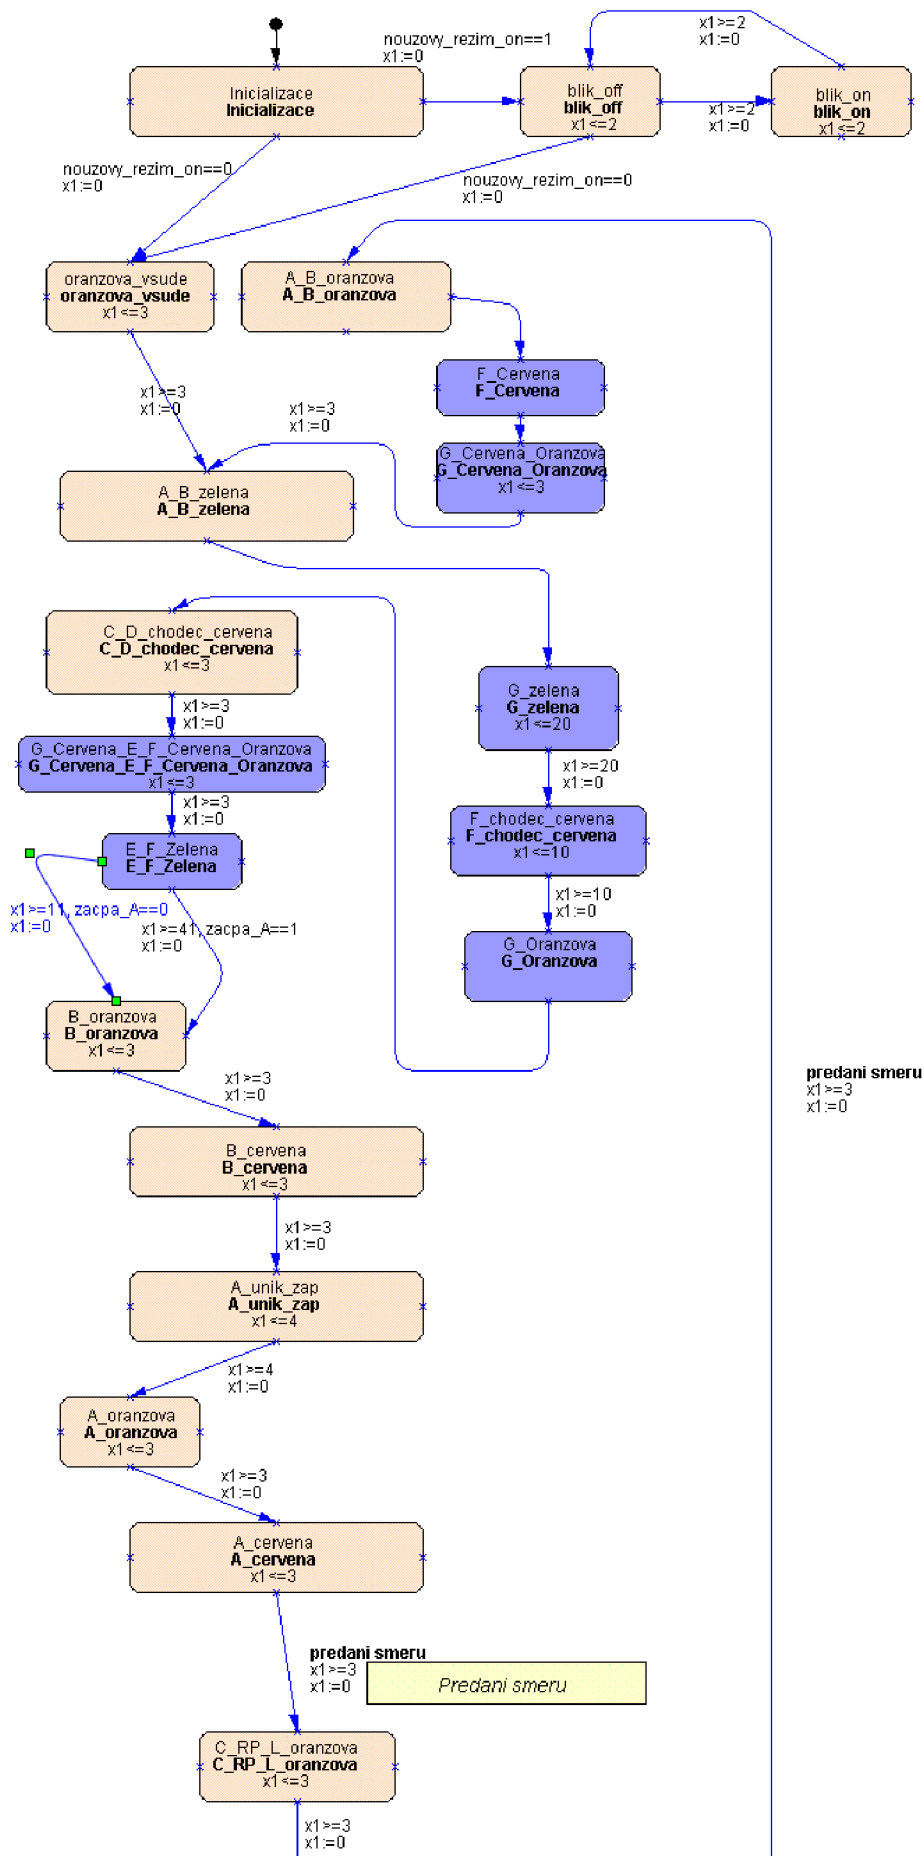 x1>=2
x1:=0
nouzovy_rezim_on==1
x1:=0
Inicializace
Inicializace
blik_off
blik_off
x1<=2
x1>=2
x1:=0
blik_on
blik_on
x1<=2
nouzovy_rezim_on==0
x1:=0
nouzovy_rezim_on==0
x1:=0
oranzova_vsude
oranzova_vsude
x1<=3
A_B_oranzova
A_B_oranzova
F_Cervena
F_Cervena
x1>=3
x1:=0
x1>=3
x1:=0
G_Cervena_Oranzova
G_Cervena_Oranzova
x1<=3
A_B_zelena
A_B_zelena
C_D_chodec_cervena
C_D_chodec_cervena
x1<=3
G_zelena
G_zelena
x1<=20
x1>=3
x1:=0
G_Cervena_E_F_Cervena_Oranzova
G_Cervena_E_F_Cervena_Oranzova
x1<=3
x1>=20
x1:=0
x1>=3
x1:=0
F_chodec_cervena
F_chodec_cervena
x1<=10
E_F_Zelena
E_F_Zelena
x1>=10
x1:=0
x1>=11, zacpa_A==0
x1:=0
x1>=41, zacpa_A==1
x1:=0
G_Oranzova
G_Oranzova
B_oranzova
B_oranzova
x1<=3
predani smeru
x1>=3
x1:=0
x1>=3
x1:=0
B_cervena
B_cervena
x1<=3
x1>=3
x1:=0
A_unik_zap
A_unik_zap
x1<=4
x1>=4
x1:=0
A_oranzova
A_oranzova
x1<=3
x1>=3
x1:=0
A_cervena
A_cervena
x1<=3
predani smeru
x1>=3
x1:=0
Predani smeru
C_RP_L_oranzova
C_RP_L_oranzova
x1<=3
x1>=3
x1:=0